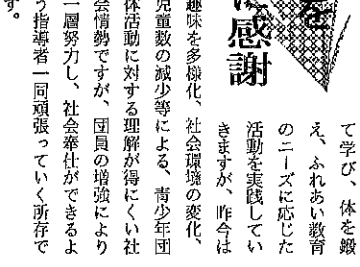 を
に感謝
て学び、体を鍛
え、ふれあい教育
のニーズに応じた
活動を実践してい
きますが、昨今は
趣味を多様化、社会環境の変化、
児童数の減少等による、青少年団
体活動に対する理解が得にくい社
会情勢ですが、団員の増強により
一層努力し、社会奉仕ができるよ
う指導者一同頑張っていく所存で
す。